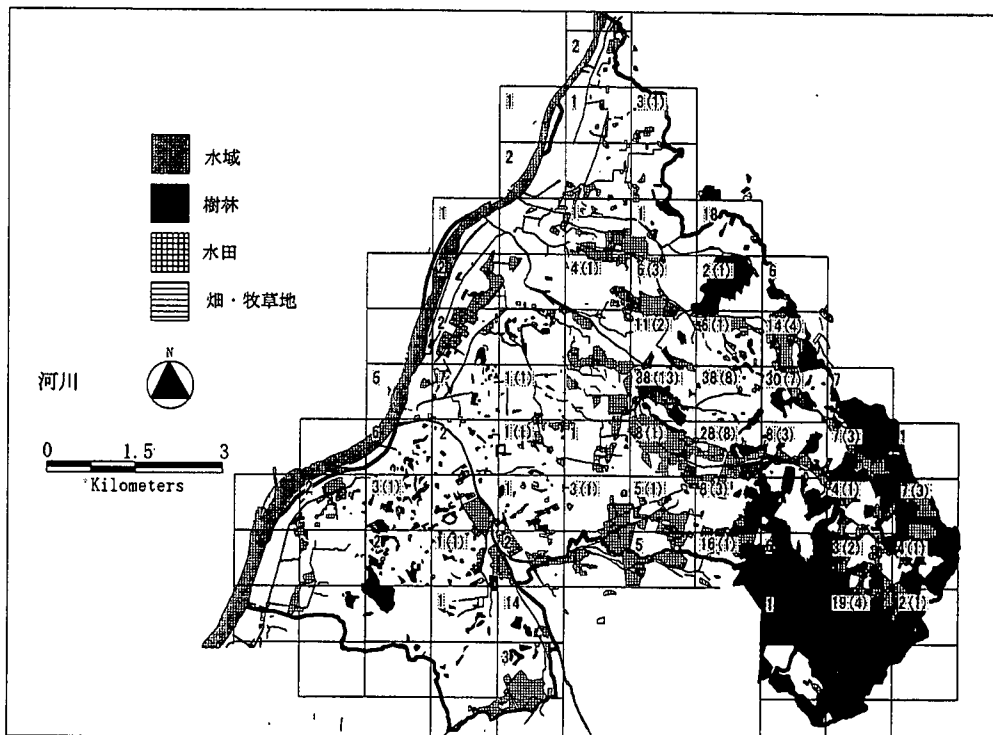 2
1 1 3(1)
2
1 1 1 18
2 4(1) 6(3) 2(1) 6
2 11(2) 6(1) 14(4)
5 1(1) 38(13) 38(8) 30(7) 7
6 2 1(1) 1 8(1) 28(8) 8(3) 7(3) 1
3(1) 1 3(1) 5(1) 6(3) 4(1) 7(3)
2 1(1) 2 5 16(1) 3(2) 4(1)
1 14 1 19(4) 2(1)
3
水域
樹林
水田
畑・牧草地
N
河川
0 1.5 3
Kilometers